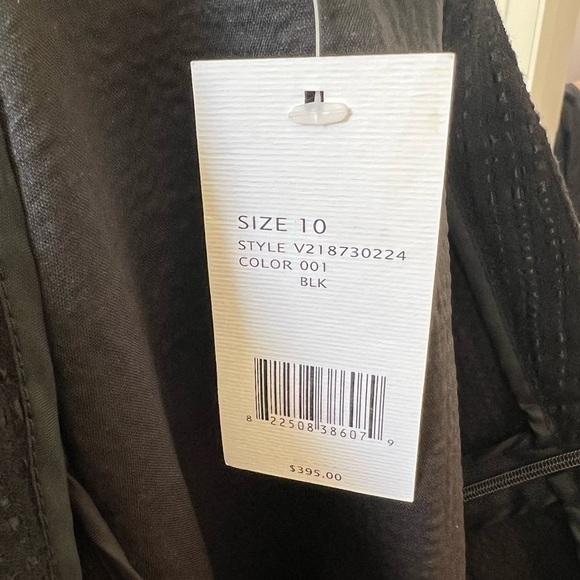 SIZE 10
STYLE V218730224
COLOR 001
BLK
8 22508 38607 9
$395.00